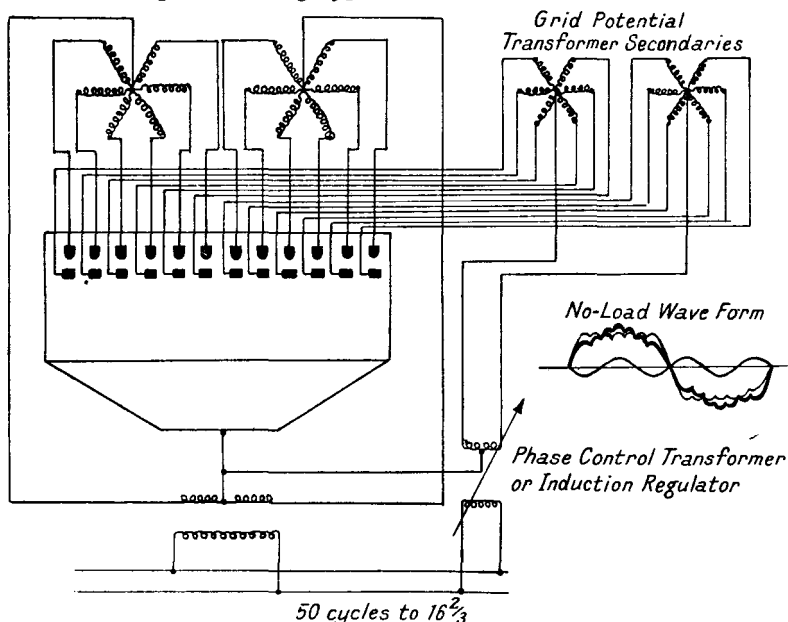 Grid Potential
Transformer Secondaries
No-Load Wave Form
Phase Control Transformer
or Induction Regulator
50 cycles to 16⅔